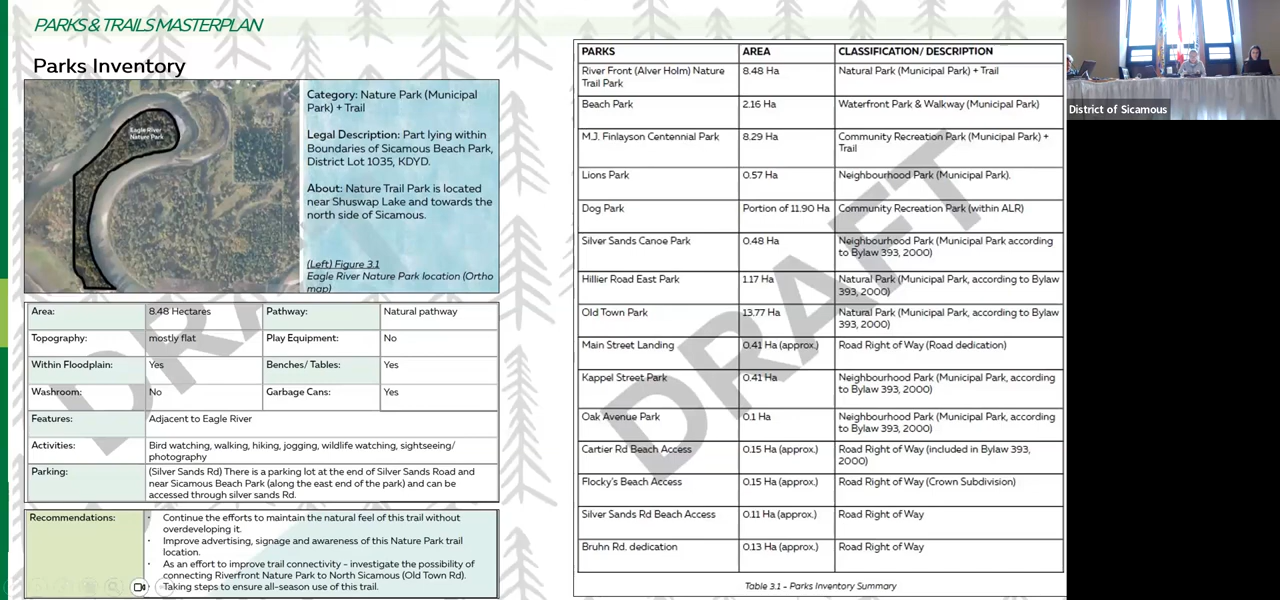 PARKS & TRAILS MASTERPLAN
Parks Inventory
Eagle River
Nature Park
Category: Nature Park (Municipal
Park) + Trail
Legal Description: Part lying within
Boundaries of Sicamous Beach Park,
District Lot 1035, KDYD.
About: Nature Trail Park is located
near Shuswap Lake and towards the
north side of Sicamous.
(Left) Figure 3.1
Eagle River Nature Park location (Ortho
map)
Area: 8.48 Hectares Pathway: Natural pathway
Topography: mostly flat Play Equipment: No
Within Floodplain: Yes Benches/ Tables: Yes
Washroom: No Garbage Cans: Yes
Features: Adjacent to Eagle River
Activities: Bird watching, walking, hiking, jogging, wildlife watching, sightseeing/
photography
Parking: (Silver Sands Rd) There is a parking lot at the end of Silver Sands Road and
near Sicamous Beach Park (along the east end of the park) and can be
accessed through silver sands Rd.
Recommendations: · Continue the efforts to maintain the natural feel of this trail without
overdeveloping it.
· Improve advertising, signage and awareness of this Nature Park trail
location.
· As an effort to improve trail connectivity - investigate the possibility of
connecting Riverfront Nature Park to North Sicamous (Old Town Rd).
Taking steps to ensure all-season use of this trail.
DRAFT
PARKS AREA CLASSIFICATION/ DESCRIPTION
River Front (Alver Holm) Nature 8.48 Ha Natural Park (Municipal Park) + Trail
Trail Park
Beach Park 2.16 Ha Waterfront Park & Walkway (Municipal Park)
M.J. Finlayson Centennial Park 8.29 Ha Community Recreation Park (Municipal Park) +
Trail
Lions Park 0.57 Ha Neighbourhood Park (Municipal Park).
Dog Park Portion of 11.90 Ha Community Recreation Park (within ALR)
Silver Sands Canoe Park 0.48 Ha Neighbourhood Park (Municipal Park according
to Bylaw 393, 2000)
Hillier Road East Park 1.17 Ha Natural Park (Municipal Park, according to Bylaw
393, 2000)
Old Town Park 13.77 Ha Natural Park (Municipal Park, according to Bylaw
393, 2000)
Main Street Landing 0.41 Ha (approx.) Road Right of Way (Road dedication)
Kappel Street Park 0.41 Ha Neighbourhood Park (Municipal Park, according
to Bylaw 393, 2000)
Oak Avenue Park 0.1 Ha Neighbourhood Park (Municipal Park, according
to Bylaw 393, 2000)
Cartier Rd Beach Access 0.15 Ha (approx.) Road Right of Way (included in Bylaw 393,
2000)
Flocky's Beach Access 0.15 Ha (approx.) Road Right of Way (Crown Subdivision)
Silver Sands Rd Beach Access 0.11 Ha (approx.) Road Right of Way
Bruhn Rd. dedication 0.13 Ha (approx.) Road Right of Way
DRAFT
Table 3.1 - Parks Inventory Summary
District of Sicamous